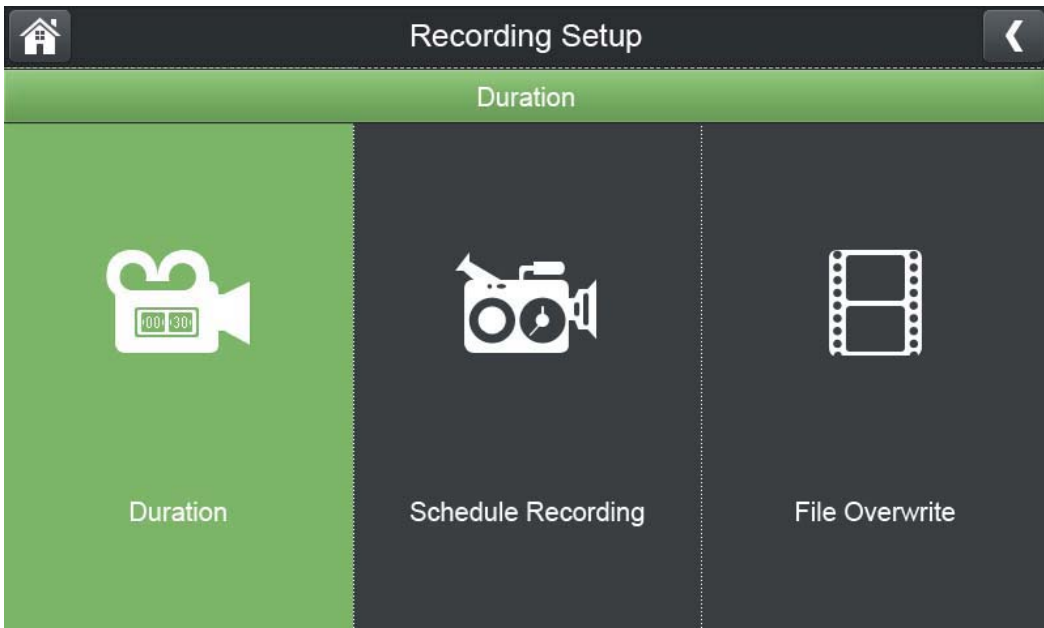 Recording Setup
Duration
00 30
Duration
Schedule Recording
File Overwrite